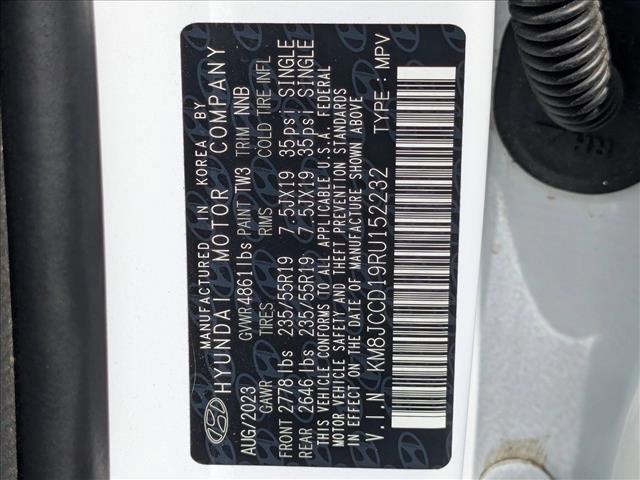 MANUFACTURED IN KOREA BY
HYUNDAI MOTOR COMPANY
AUG/2023 GVWR 4861 lbs PAINT TW3 TRIM NNB
GAWR TIRES RIMS COLD TIRE INFL
FRONT 2778 lbs 235/55R19 7.5JX19 35psi SINGLE
REAR 2646 lbs 235/55R19 7.5JX19 35psi SINGLE
THIS VEHICLE CONFORMS TO ALL APPLICABLE U.S.A. FEDERAL
MOTOR VEHICLE SAFETY AND THEFT PREVENTION STANDARDS
IN EFFECT ON THE DATE OF MANUFACTURE SHOWN ABOVE
V.I.N KM8JCCD19RU152232 TYPE: MPV